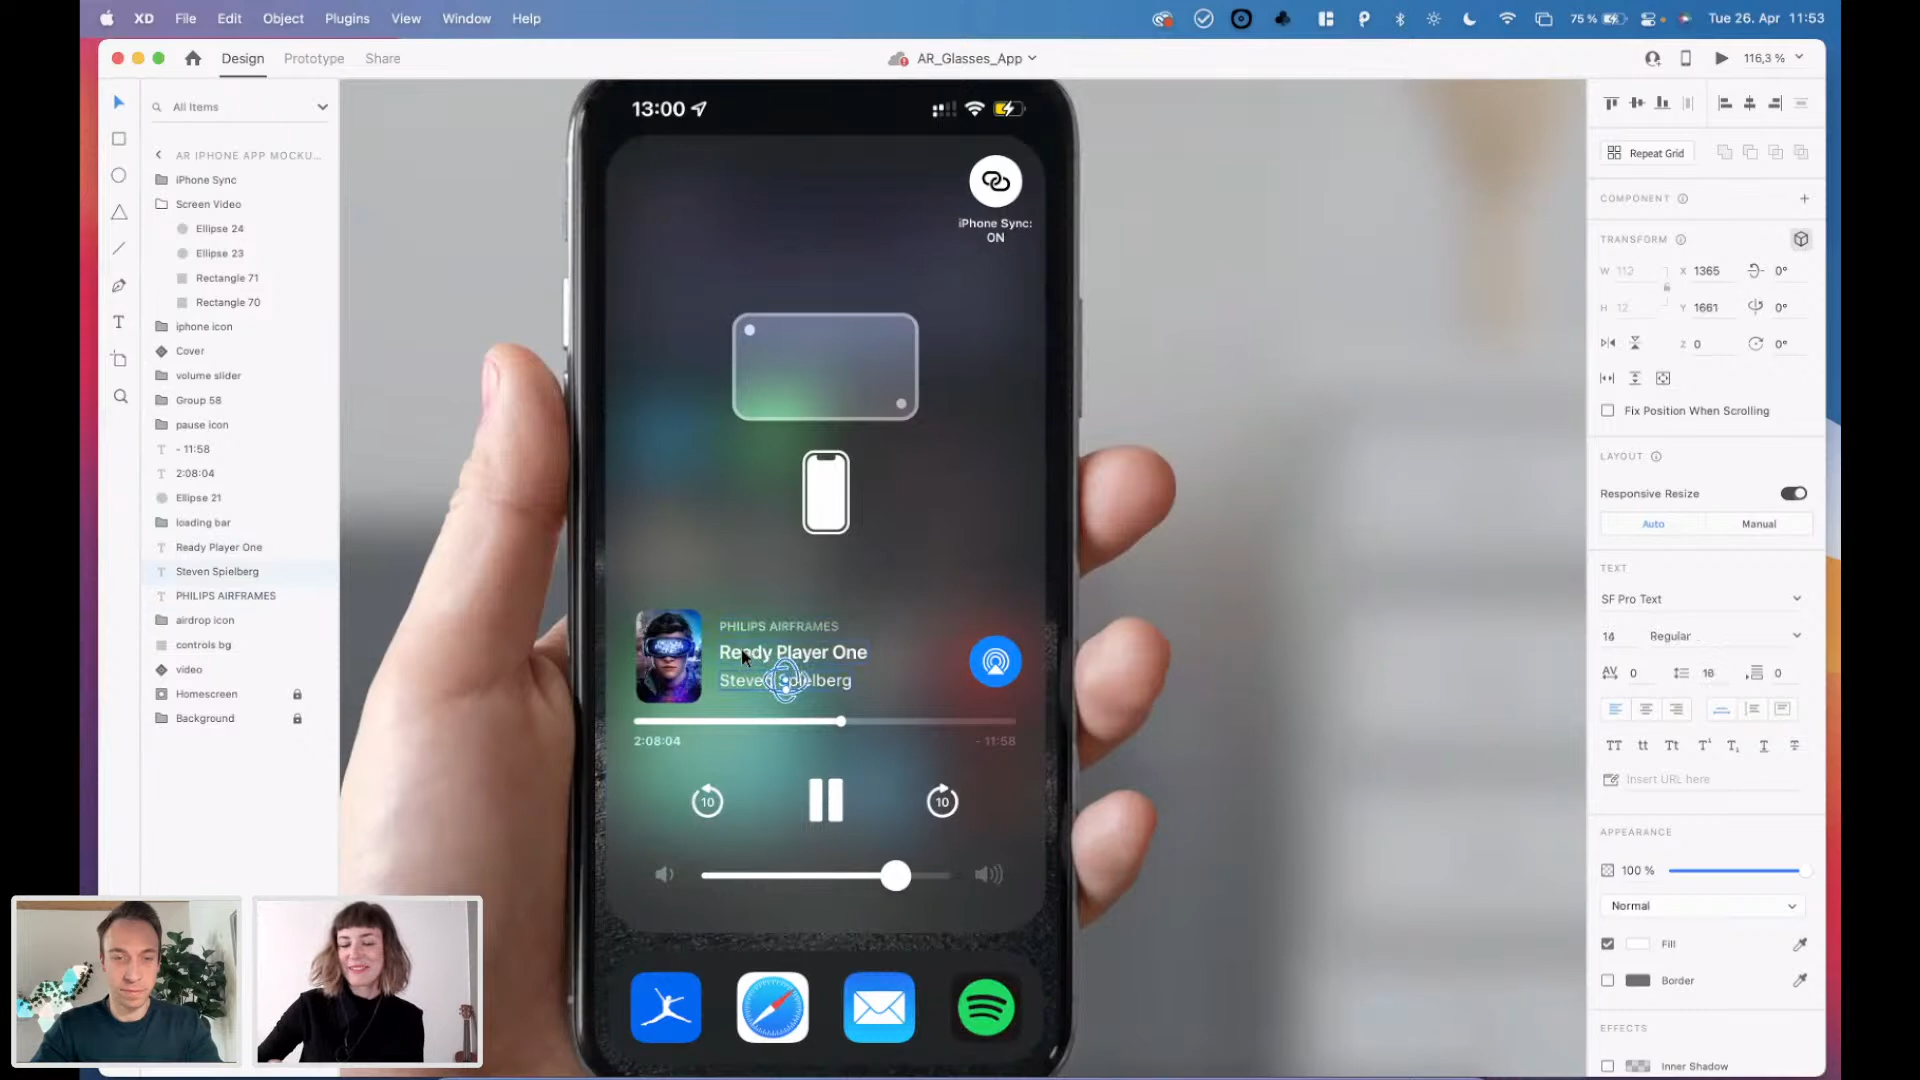 XD File Edit Object Plugins View Window Help 75 % Tue 26. Apr 11:53
Design Prototype Share AR_Glasses_App 116,3 %
All Items
AR IPHONE APP MOCKU...
iPhone Sync
Screen Video
Ellipse 24
Ellipse 23
Rectangle 71
Rectangle 70
iphone icon
Cover
volume slider
Group 58
pause icon
- 11:58
2:08:04
Ellipse 21
loading bar
Ready Player One
Steven Spielberg
PHILIPS AIRFRAMES
airdrop icon
controls bg
video
Homescreen
Background
13:00
iPhone Sync:
ON
PHILIPS AIRFRAMES
Ready Player One
Steven Spielberg
2:08:04 - 11:58
10 10
Repeat Grid
COMPONENT
TRANSFORM
W 112 X 1365 0°
H 12 Y 1661 0°
Z 0 0°
Fix Position When Scrolling
LAYOUT
Responsive Resize
Auto Manual
TEXT
SF Pro Text
Regular
AV 0 0
TT tt Tt T¹ T₁ T T
Insert URL here
APPEARANCE
100 %
Normal
Fill
Border
EFFECTS
Inner Shadow